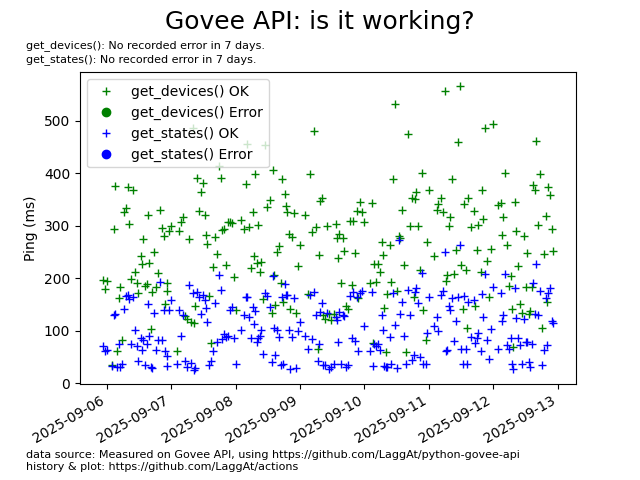 Govee API: is it working?
get_devices(): No recorded error in 7 days.
get_states(): No recorded error in 7 days.
get_devices() OK
get_devices() Error
get_states() OK
get_states() Error
Ping (ms)
500
400
300
200
100
0
2025-09-06
2025-09-07
2025-09-08
2025-09-09
2025-09-10
2025-09-11
2025-09-12
2025-09-13
data source: Measured on Govee API, using https://github.com/LaggAt/python-govee-api
history & plot: https://github.com/LaggAt/actions